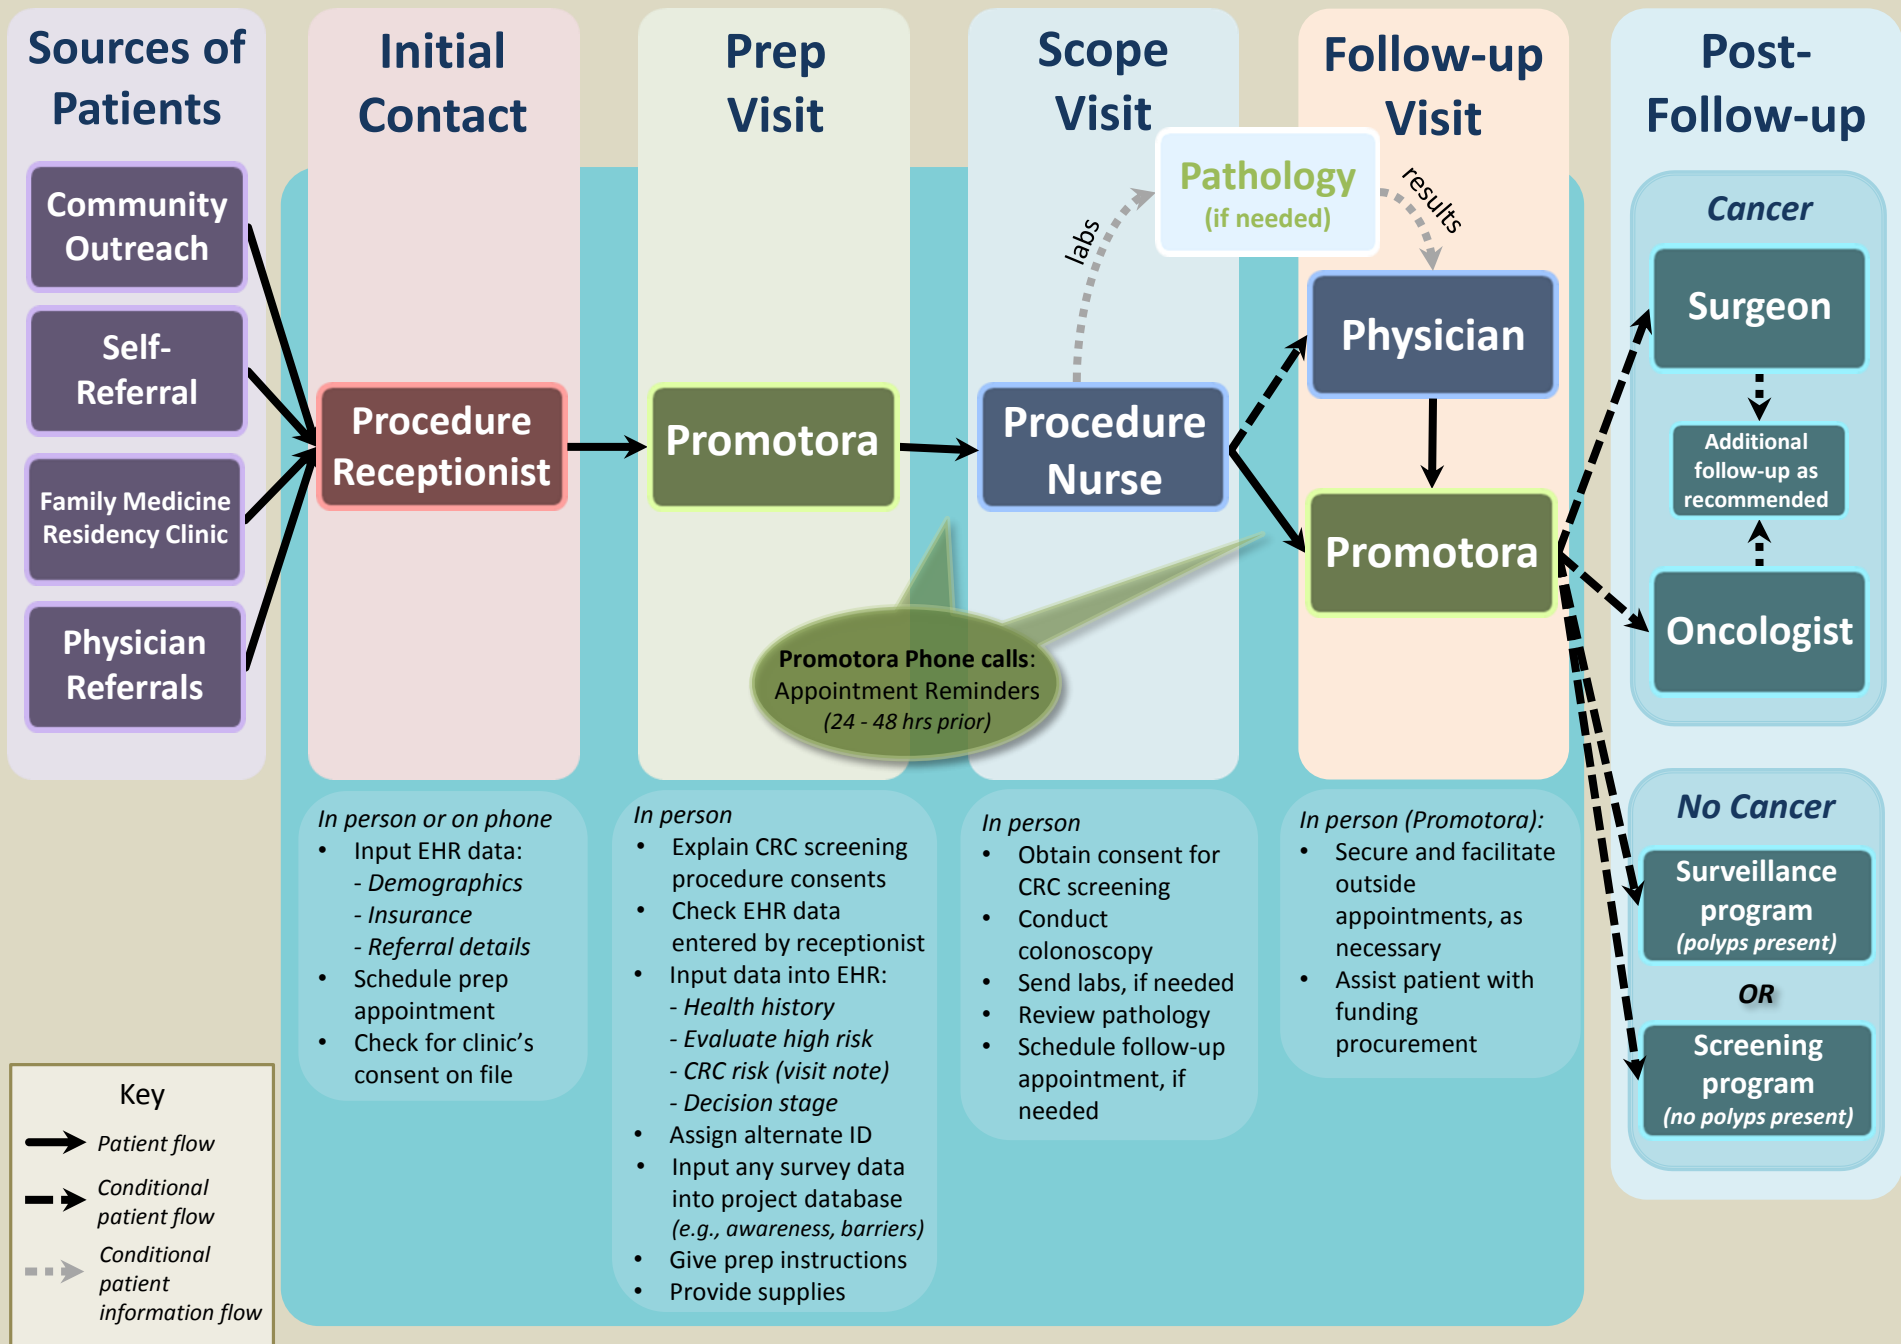 Sources of
Patients
Community
Outreach
Self-
Referral
Family Medicine
Residency Clinic
Physician
Referrals
Initial
Contact
Procedure
Receptionist
In person or on phone
• Input EHR data:
- Demographics
- Insurance
- Referral details
• Schedule prep
appointment
• Check for clinic’s
consent on file
Prep
Visit
Promotora
Promotora Phone calls:
Appointment Reminders
(24 - 48 hrs prior)
In person
• Explain CRC screening
procedure consents
• Check EHR data
entered by receptionist
• Input data into EHR:
- Health history
- Evaluate high risk
- CRC risk (visit note)
- Decision stage
• Assign alternate ID
• Input any survey data
into project database
(e.g., awareness, barriers)
• Give prep instructions
• Provide supplies
Scope
Visit
labs
Pathology
(if needed)
results
Procedure
Nurse
In person
• Obtain consent for
CRC screening
• Conduct
colonoscopy
• Send labs, if needed
• Review pathology
• Schedule follow-up
appointment, if
needed
Follow-up
Visit
Physician
Promotora
In person (Promotora):
• Secure and facilitate
outside
appointments, as
necessary
• Assist patient with
funding
procurement
Post-
Follow-up
Cancer
Surgeon
Additional
follow-up as
recommended
Oncologist
No Cancer
Surveillance
program
(polyps present)
OR
Screening
program
(no polyps present)
Key
Patient flow
Conditional
patient flow
Conditional
patient
information flow